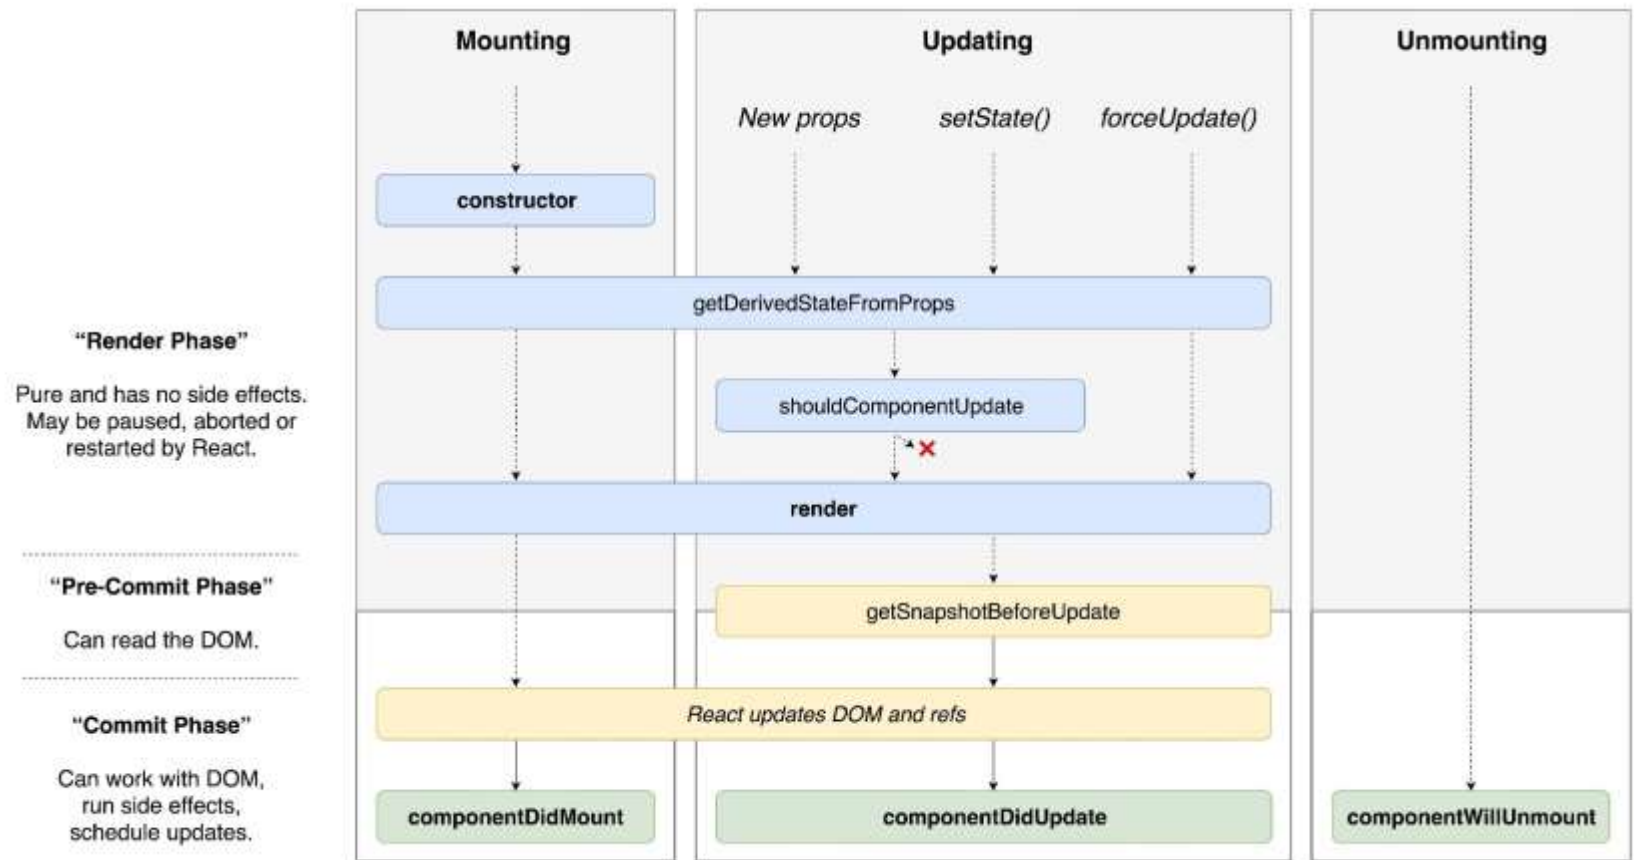 Mounting
Updating
Unmounting
New props
setState()
forceUpdate()
constructor
getDerivedStateFromProps
“Render Phase”
Pure and has no side effects.
May be paused, aborted or
restarted by React.
shouldComponentUpdate
render
“Pre-Commit Phase”
Can read the DOM.
getSnapshotBeforeUpdate
“Commit Phase”
Can work with DOM,
run side effects,
schedule updates.
React updates DOM and refs
componentDidMount
componentDidUpdate
componentWillUnmount